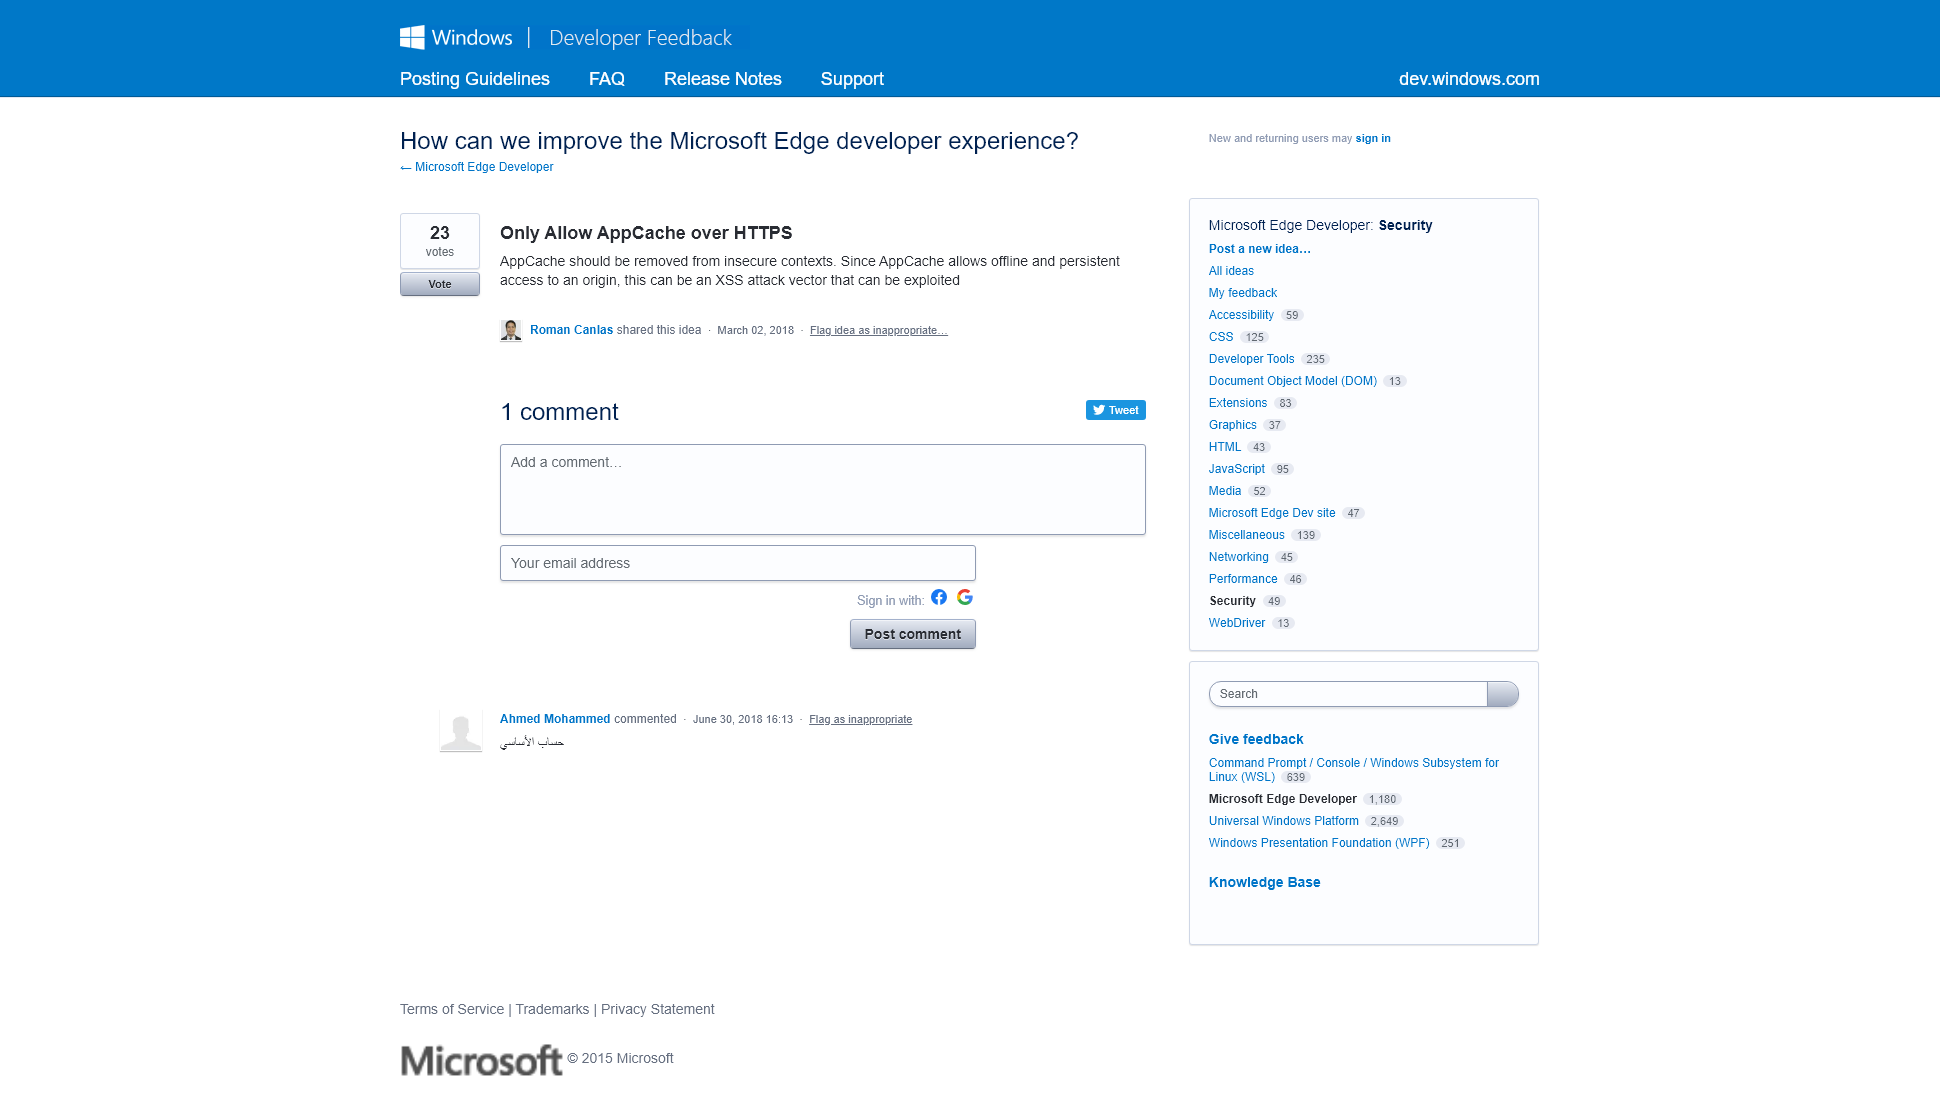 Windows | Developer Feedback
Posting Guidelines FAQ Release Notes Support dev.windows.com
How can we improve the Microsoft Edge developer experience?
← Microsoft Edge Developer
New and returning users may sign in
23
votes
Vote
Only Allow AppCache over HTTPS
AppCache should be removed from insecure contexts. Since AppCache allows offline and persistent
access to an origin, this can be an XSS attack vector that can be exploited
Roman Canlas shared this idea · March 02, 2018 · Flag idea as inappropriate…
1 comment
Tweet
Add a comment…
Your email address
Sign in with:
Post comment
Ahmed Mohammed commented · June 30, 2018 16:13 · Flag as inappropriate
حساب الأساسي
Microsoft Edge Developer: Security
Post a new idea…
All ideas
My feedback
Accessibility 59
CSS 125
Developer Tools 235
Document Object Model (DOM) 13
Extensions 83
Graphics 37
HTML 43
JavaScript 95
Media 52
Microsoft Edge Dev site 47
Miscellaneous 139
Networking 45
Performance 46
Security 49
WebDriver 13
Search
Give feedback
Command Prompt / Console / Windows Subsystem for
Linux (WSL) 639
Microsoft Edge Developer 1,180
Universal Windows Platform 2,649
Windows Presentation Foundation (WPF) 251
Knowledge Base
Terms of Service | Trademarks | Privacy Statement
Microsoft © 2015 Microsoft